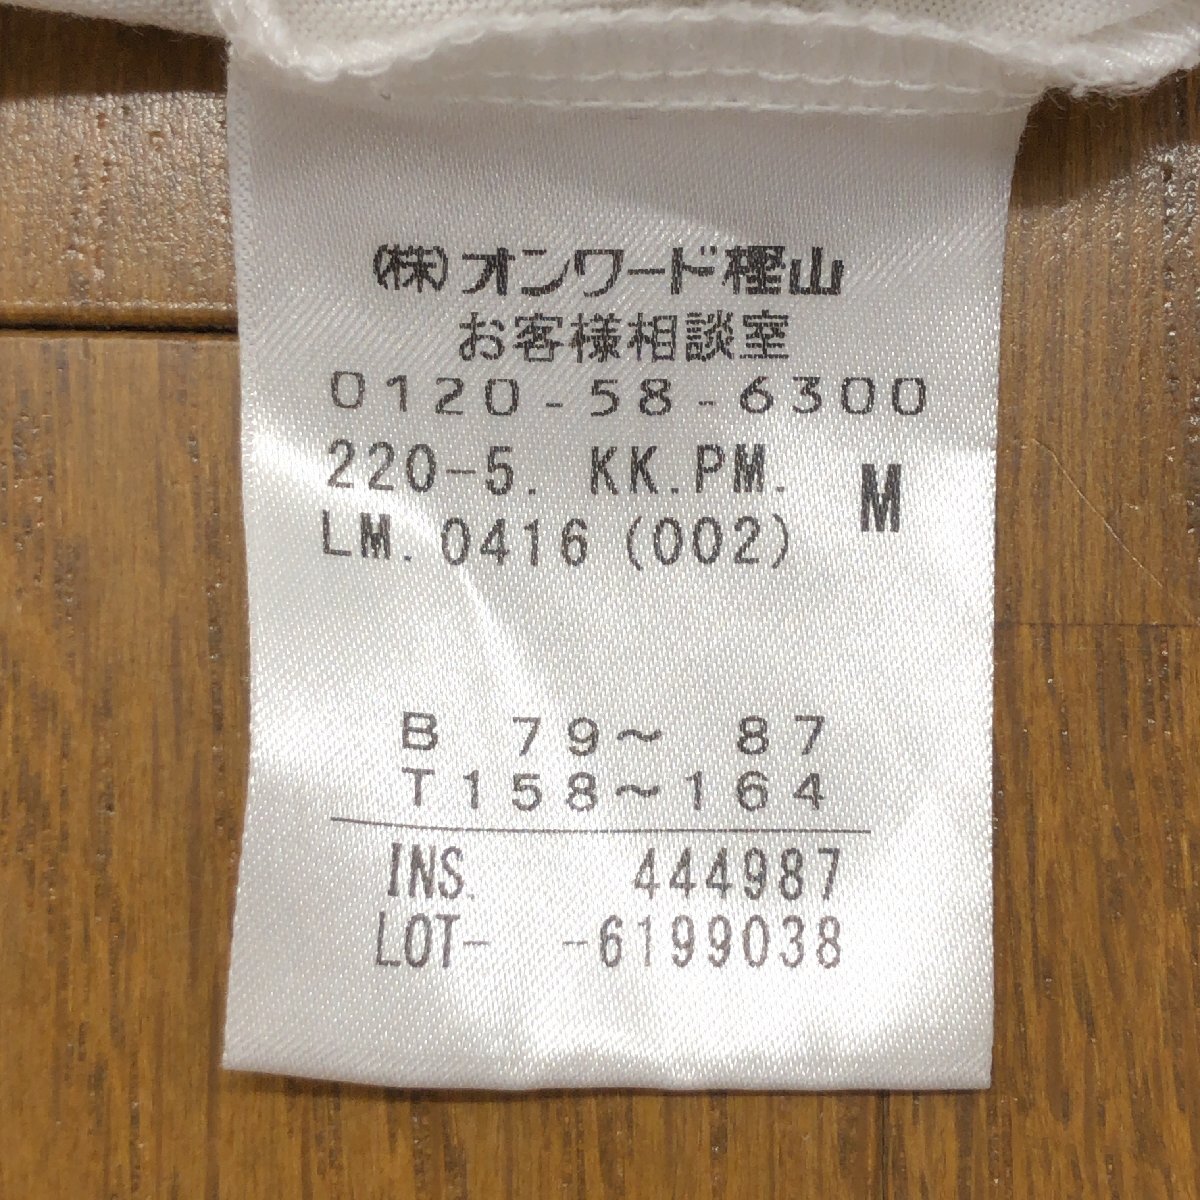 (株)オンワード樫山
お客様相談室
0120-58-6300
220-5. KK.PM. M
LM. 0416 (002)
B 79～ 87
T158～164
INS. 444987
LOT- -6199038